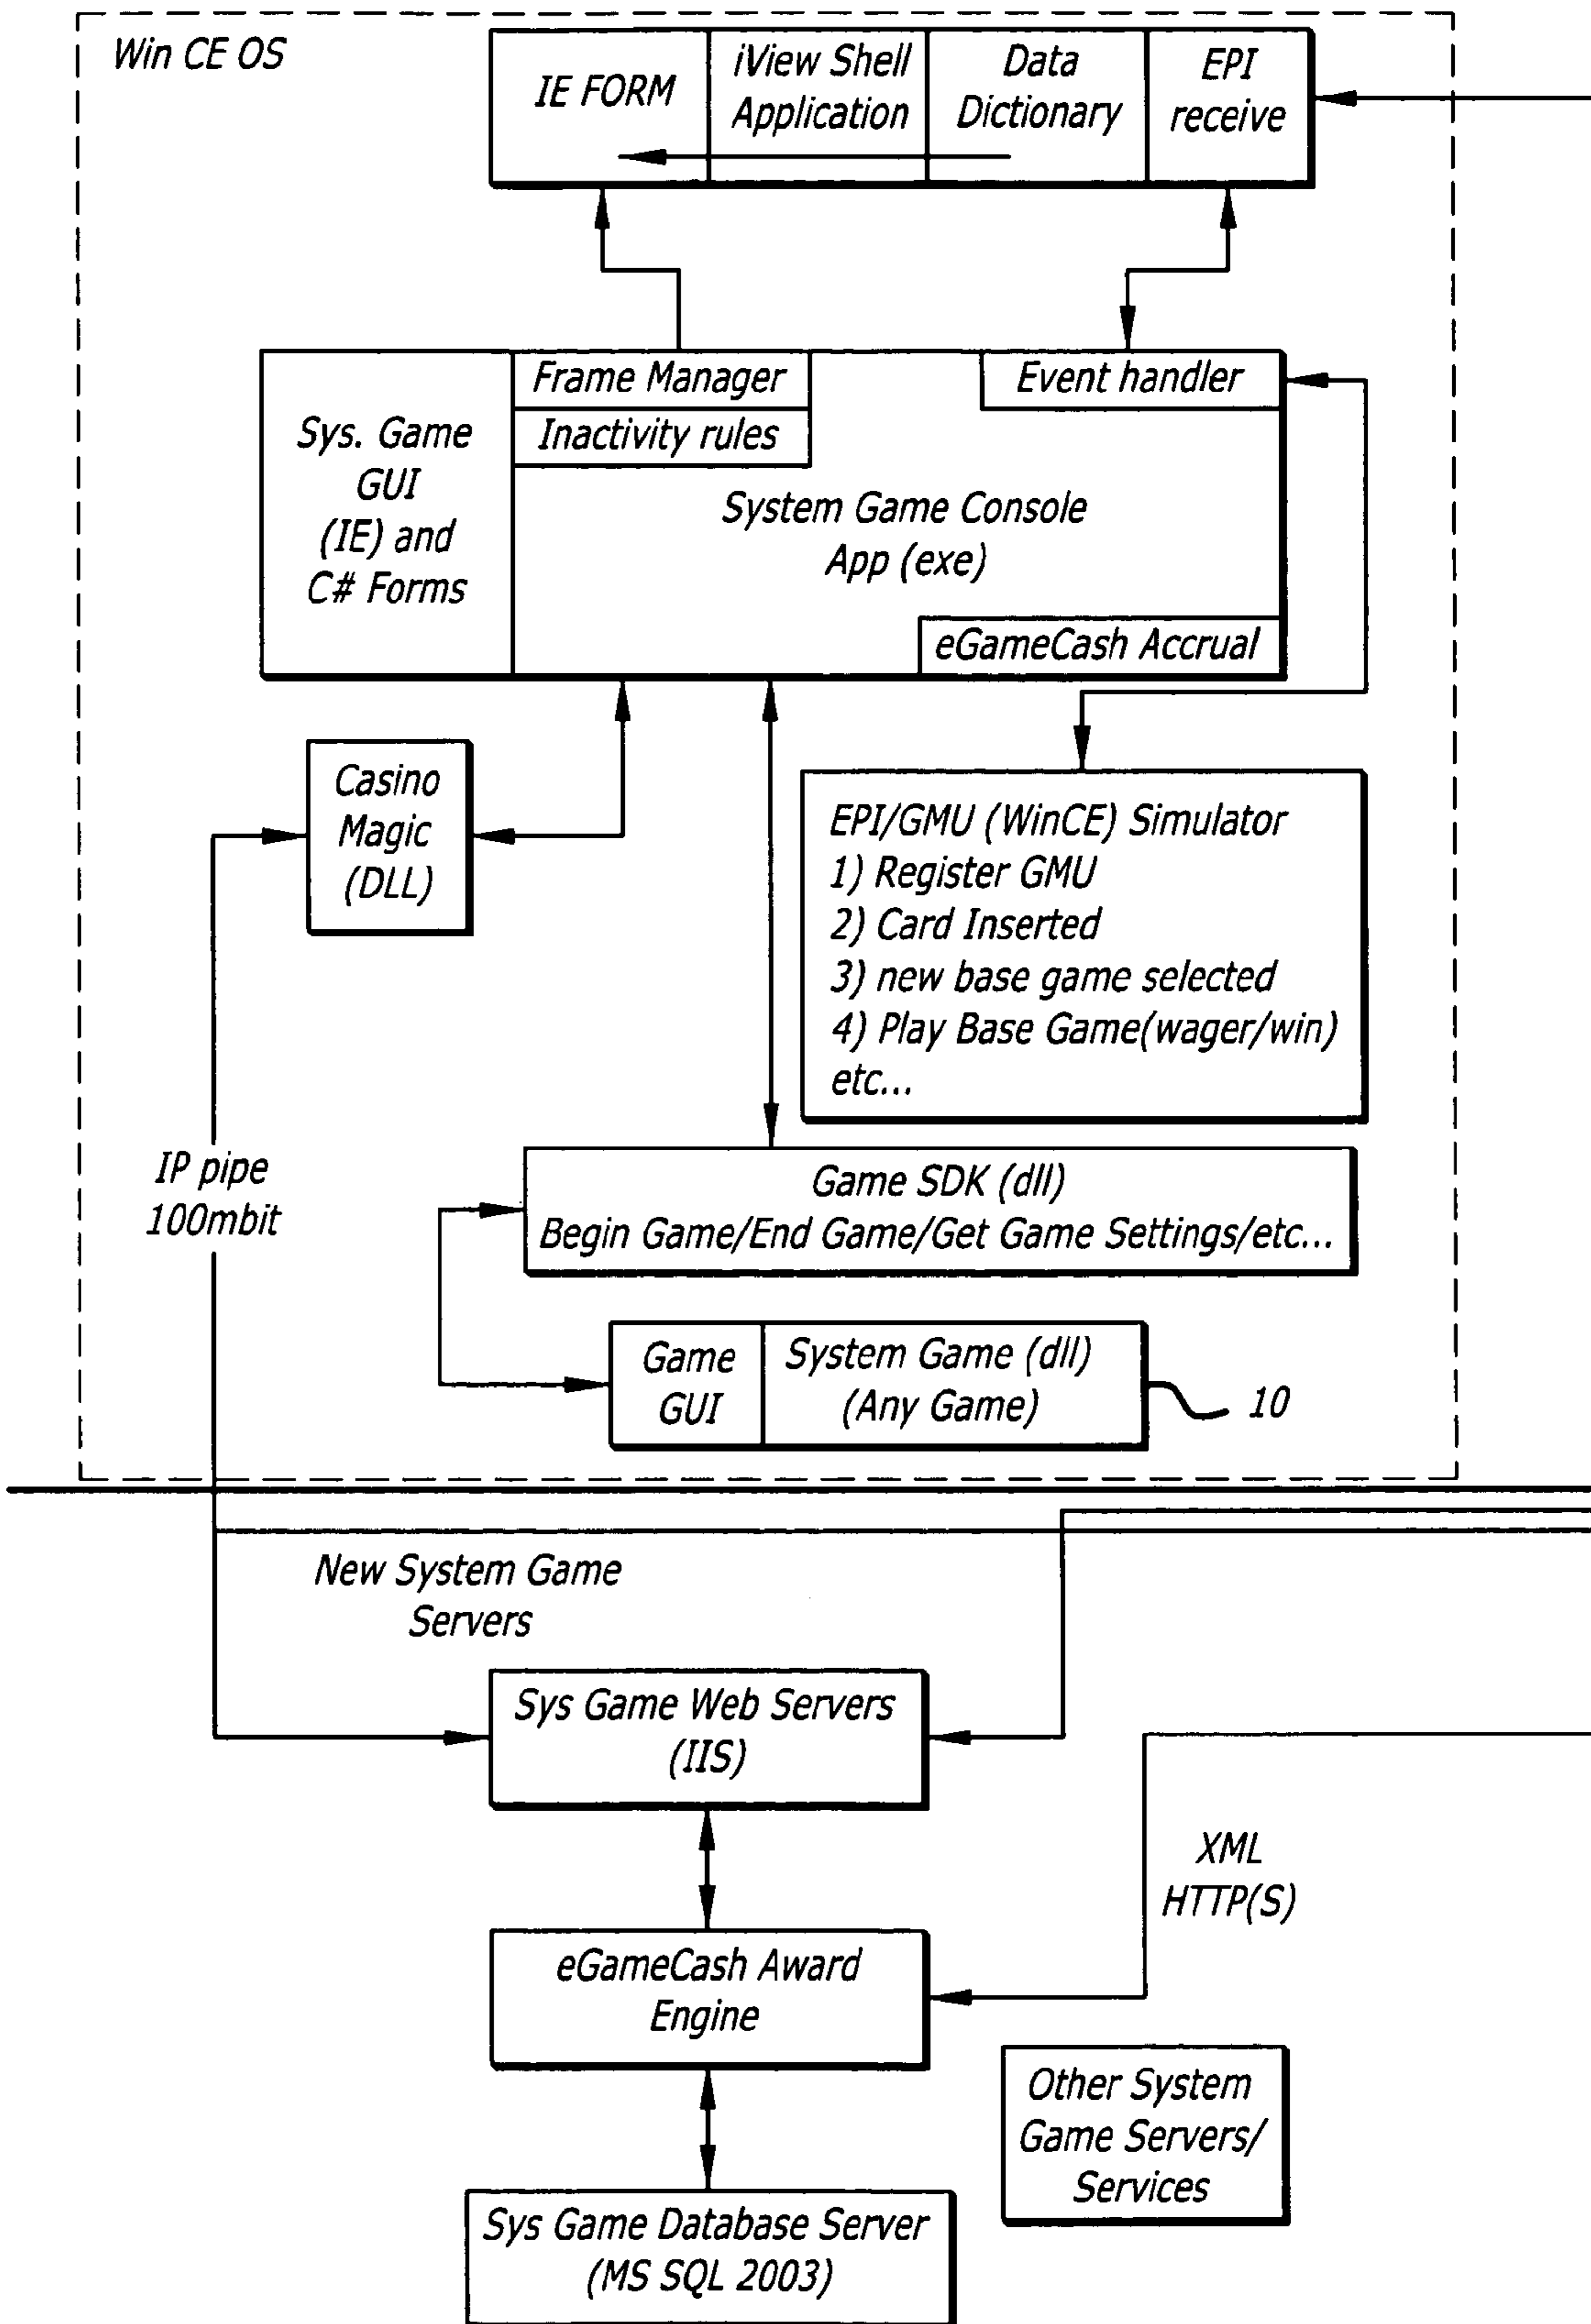 Win CE OS
IE FORM
iView Shell
Application
Data
Dictionary
EPI
receive
Frame Manager
Inactivity rules
Event handler
Sys. Game
GUI
(IE) and
C# Forms
System Game Console
App (exe)
eGameCash Accrual
Casino
Magic
(DLL)
EPI/GMU (WinCE) Simulator
1) Register GMU
2) Card Inserted
3) new base game selected
4) Play Base Game(wager/win)
etc...
IP pipe
100mbit
Game SDK (dll)
Begin Game/End Game/Get Game Settings/etc...
Game
GUI
System Game (dll)
(Any Game)
10
New System Game
Servers
Sys Game Web Servers
(IIS)
XML
HTTP(S)
eGameCash Award
Engine
Other System
Game Servers/
Services
Sys Game Database Server
(MS SQL 2003)